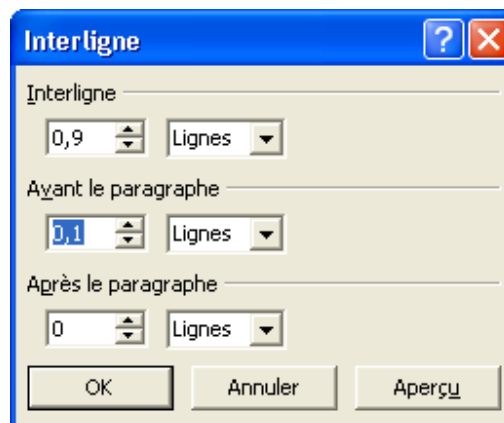 Interligne
Interligne
0,9 Lignes
Avant le paragraphe
0,1 Lignes
Après le paragraphe
0 Lignes
OK Annuler Aperçu